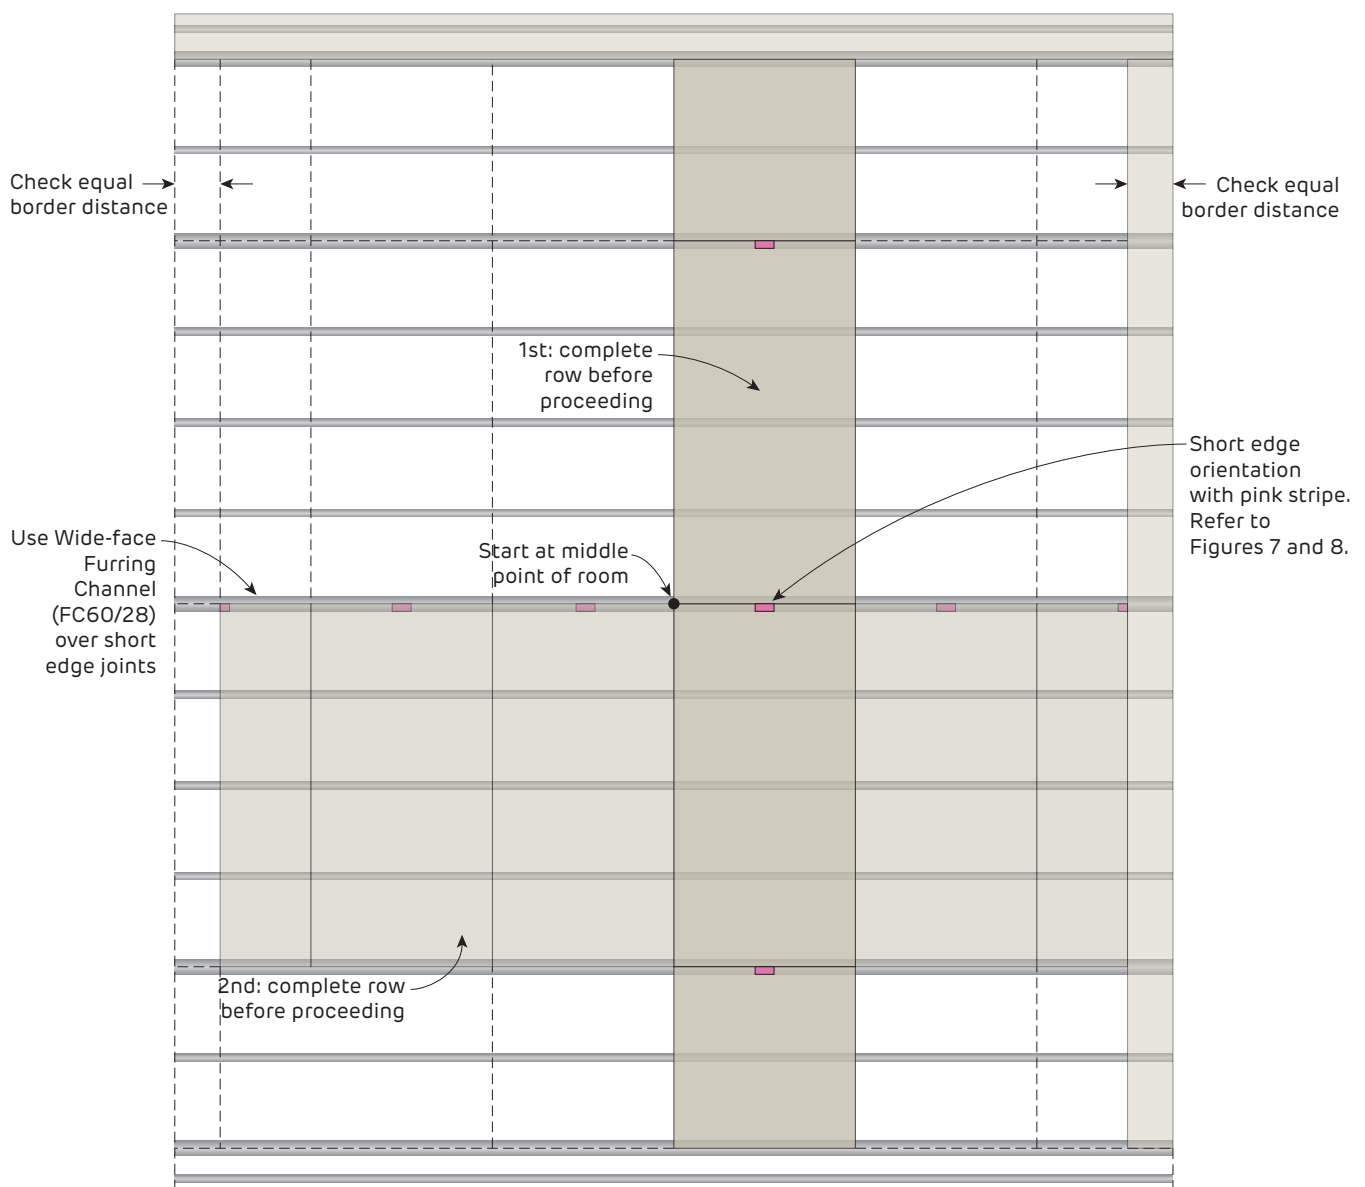 Check equal
border distance
Check equal
border distance
1st: complete
row before
proceeding
Short edge
orientation
with pink stripe.
Refer to
Figures 7 and 8.
Use Wide-face
Furring
Channel
(FC60/28)
over short
edge joints
Start at middle
point of room
2nd: complete row
before proceeding